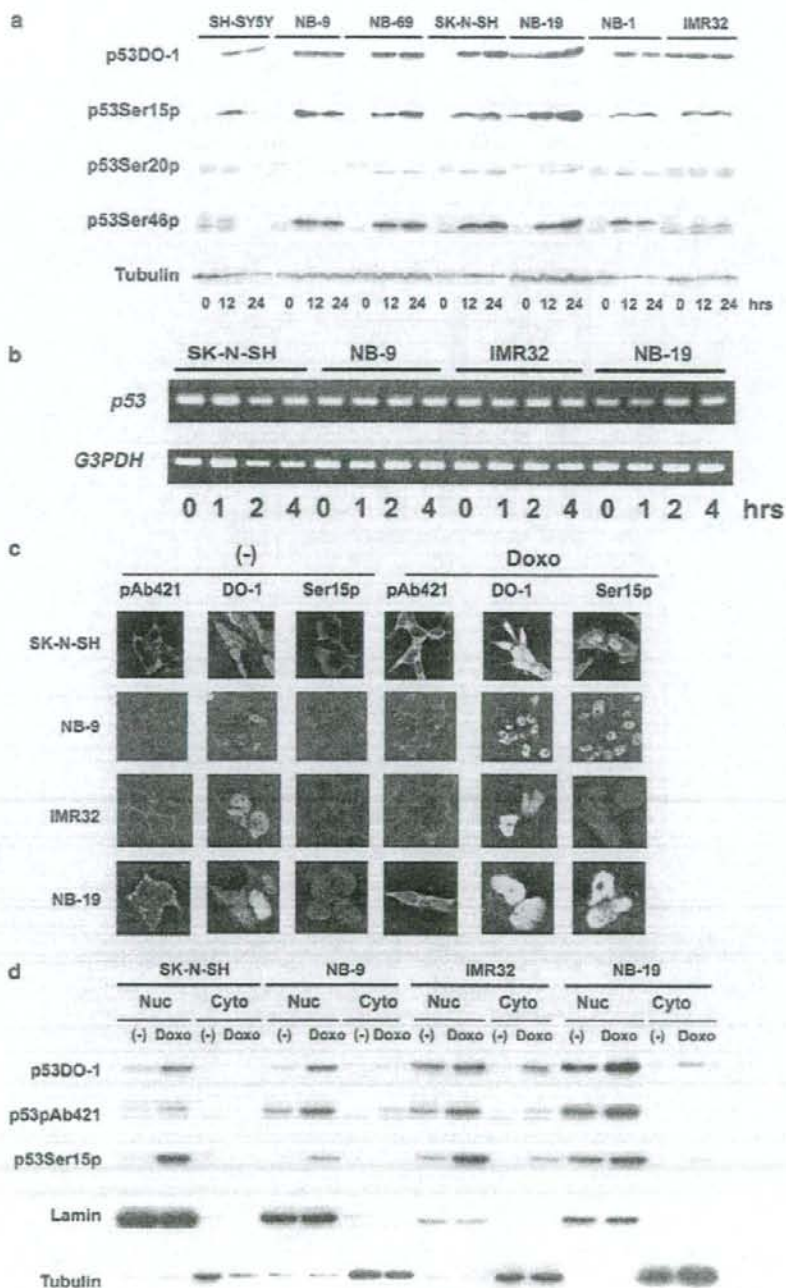 a
SH-SY5Y NB-9 NB-69 SK-N-SH NB-19 NB-1 IMR32
p53DO-1
p53Ser15p
p53Ser20p
p53Ser46p
Tubulin
0 12 24 0 12 24 0 12 24 0 12 24 0 12 24 0 12 24 0 12 24 hrs
b
SK-N-SH NB-9 IMR32 NB-19
p53
G3PDH
0 1 2 4 0 1 2 4 0 1 2 4 0 1 2 4 hrs
c
(-) Doxo
pAb421 DO-1 Ser15p pAb421 DO-1 Ser15p
SK-N-SH
NB-9
IMR32
NB-19
d
SK-N-SH NB-9 IMR32 NB-19
Nuc Cyto Nuc Cyto Nuc Cyto Nuc Cyto
(-) Doxo (-) Doxo (-) Doxo (-) Doxo (-) Doxo (-) Doxo (-) Doxo (-) Doxo
p53DO-1
p53pAb421
p53Ser15p
Lamin
Tubulin